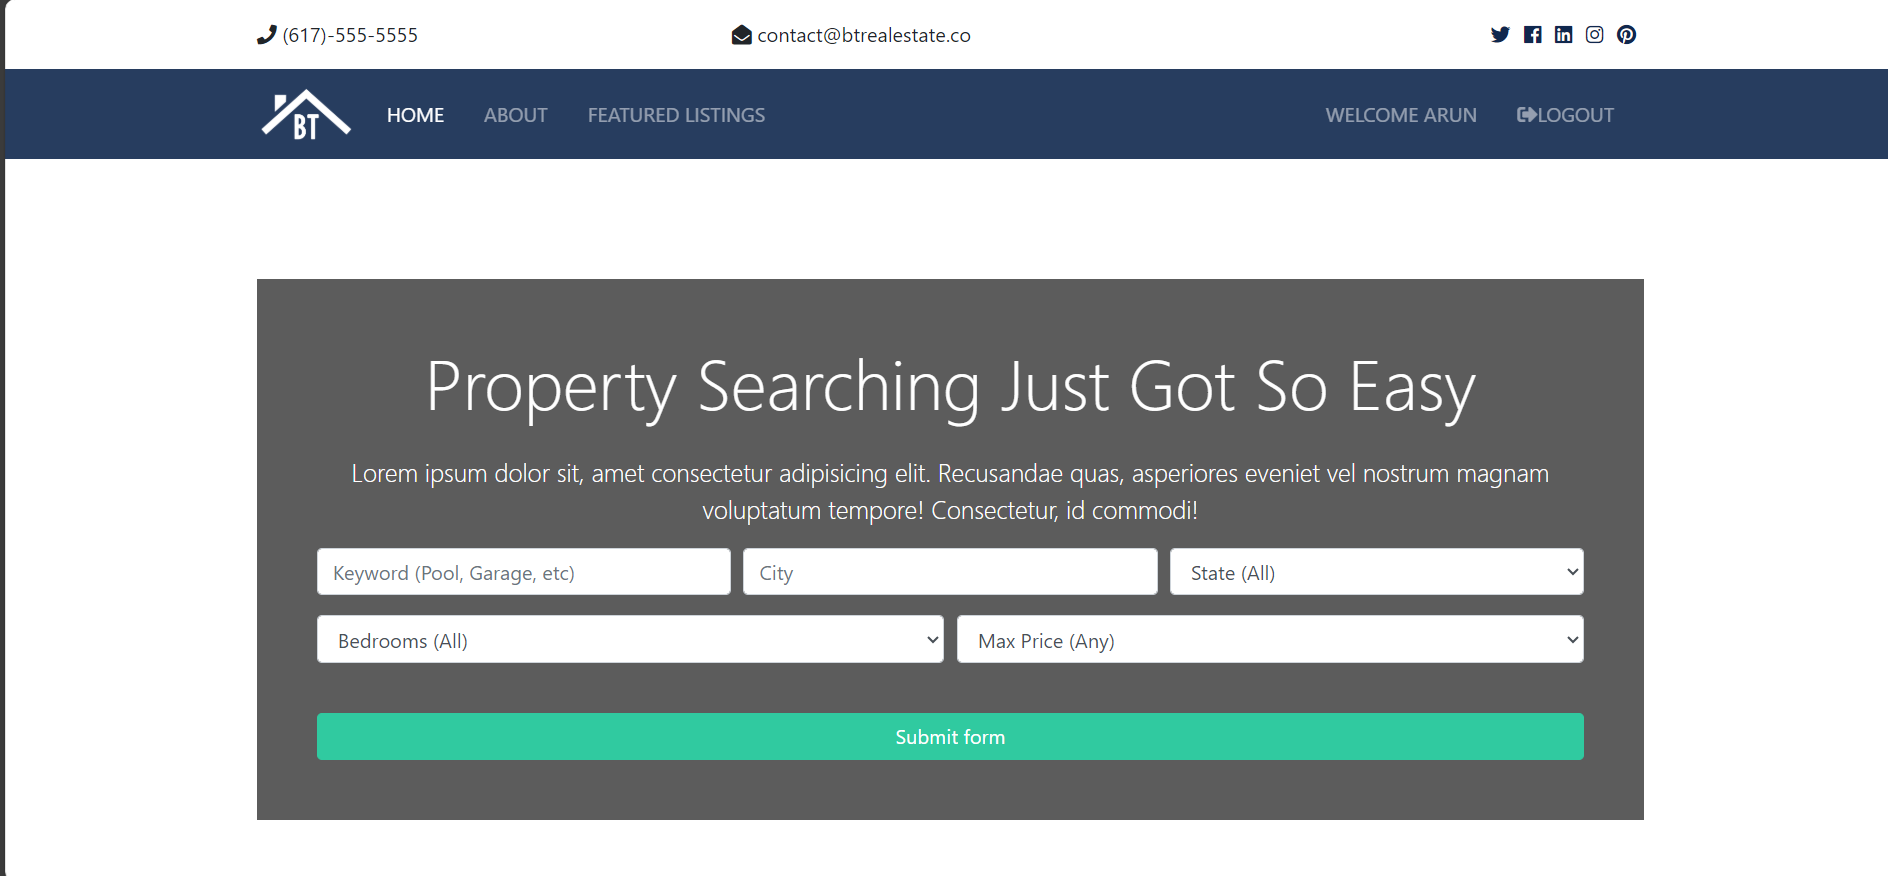 (617)-555-5555
contact@btrealestate.co
BT
HOME
ABOUT
FEATURED LISTINGS
WELCOME ARUN
LOGOUT
Property Searching Just Got So Easy
Lorem ipsum dolor sit, amet consectetur adipisicing elit. Recusandae quas, asperiores eveniet vel nostrum magnam
voluptatum tempore! Consectetur, id commodi!
Keyword (Pool, Garage, etc)
City
State (All)
Bedrooms (All)
Max Price (Any)
Submit form